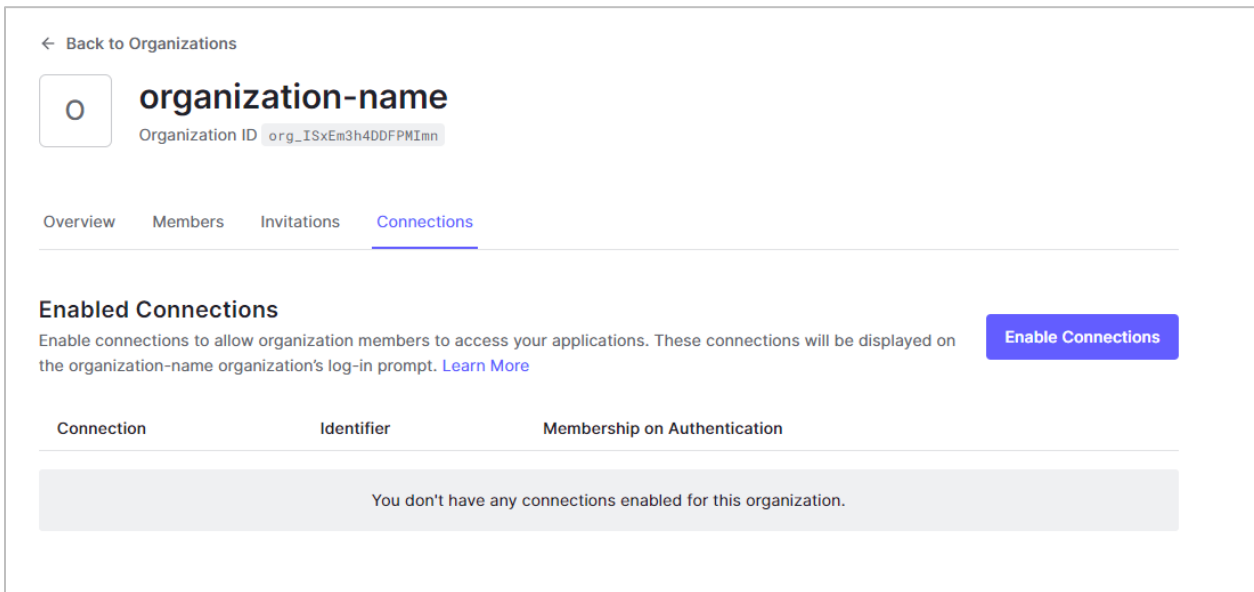 ← Back to Organizations
O
organization-name
Organization ID org_ISxEm3h4DDFPMImn
Overview Members Invitations Connections
Enabled Connections
Enable connections to allow organization members to access your applications. These connections will be displayed on
the organization-name organization's log-in prompt. Learn More
Enable Connections
Connection Identifier Membership on Authentication
You don't have any connections enabled for this organization.